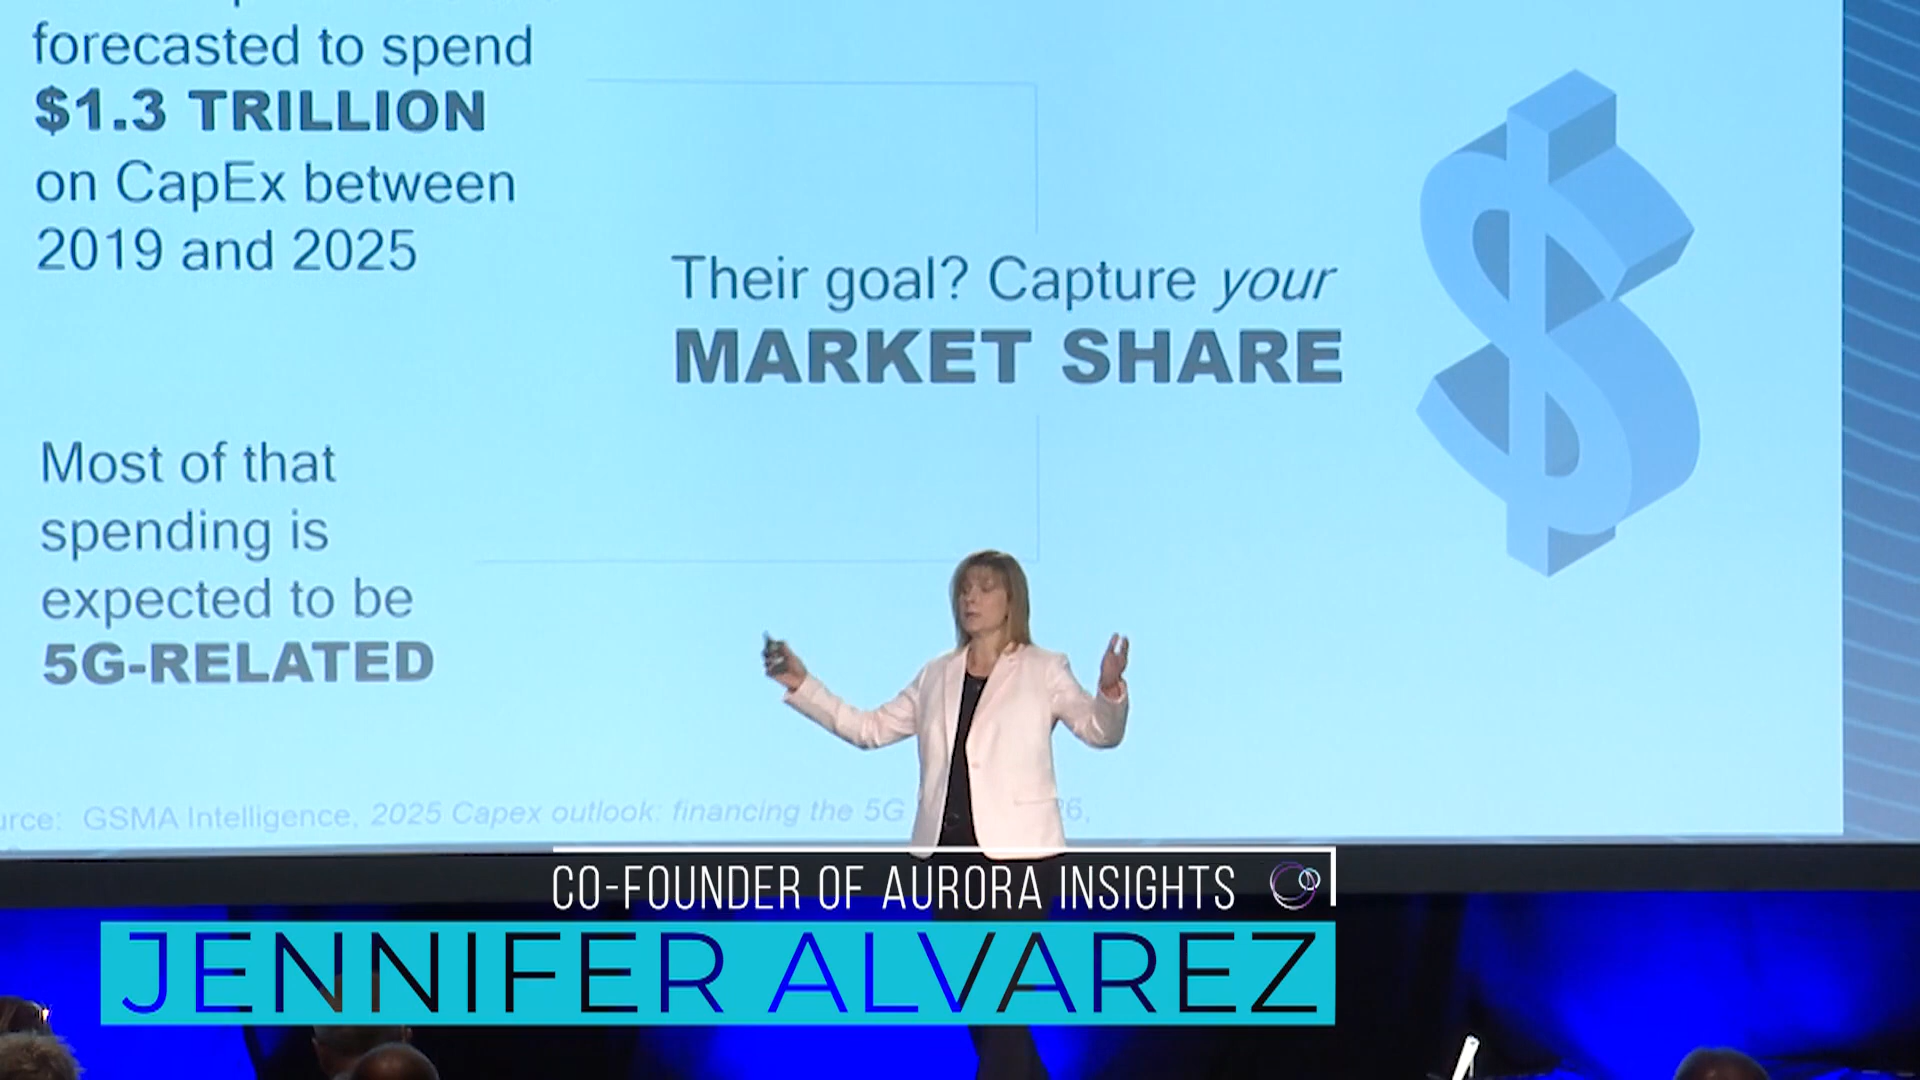 forecasted to spend
$1.3 TRILLION
on CapEx between
2019 and 2025
Their goal? Capture your
MARKET SHARE
Most of that
spending is
expected to be
5G-RELATED
GSMA Intelligence, 2025 Capex outlook: financing the 5G
CO-FOUNDER OF AURORA INSIGHTS
JENNIFER ALVAREZ